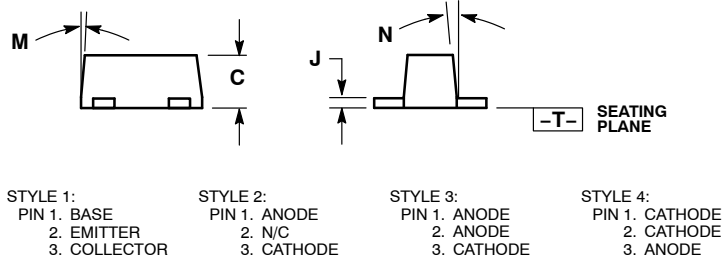 M
C
J
N
–T–
SEATING
PLANE
STYLE 1:
PIN 1. BASE
2. EMITTER
3. COLLECTOR
STYLE 2:
PIN 1. ANODE
2. N/C
3. CATHODE
STYLE 3:
PIN 1. ANODE
2. ANODE
3. CATHODE
STYLE 4:
PIN 1. CATHODE
2. CATHODE
3. ANODE